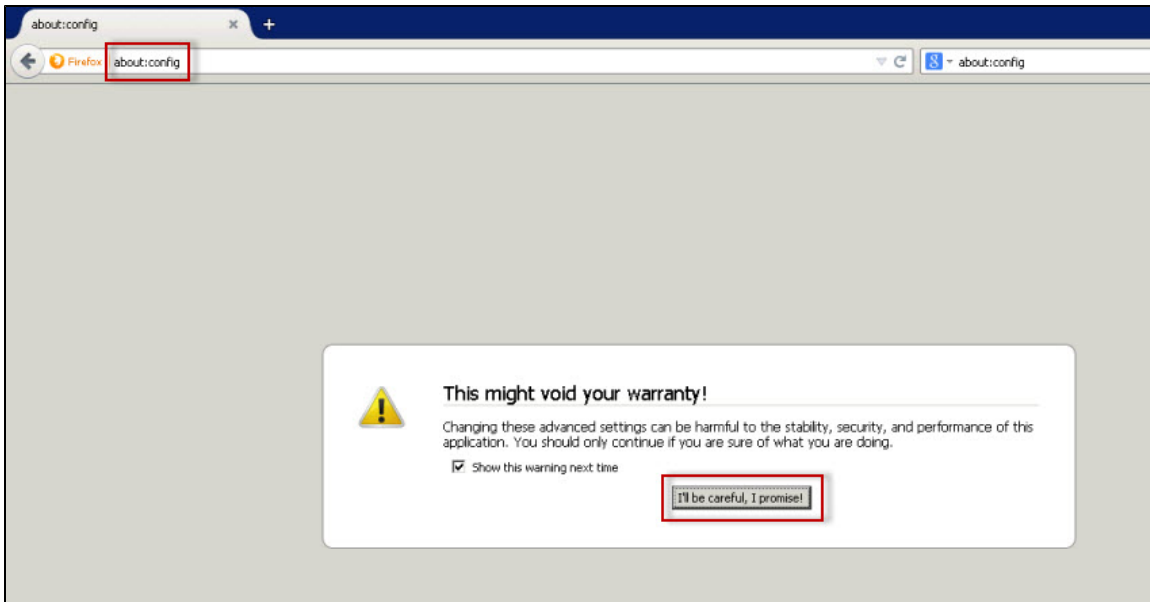 about:config
Firefox about:config
about:config
This might void your warranty!
Changing these advanced settings can be harmful to the stability, security, and performance of this
application. You should only continue if you are sure of what you are doing.
Show this warning next time
I'll be careful, I promise!